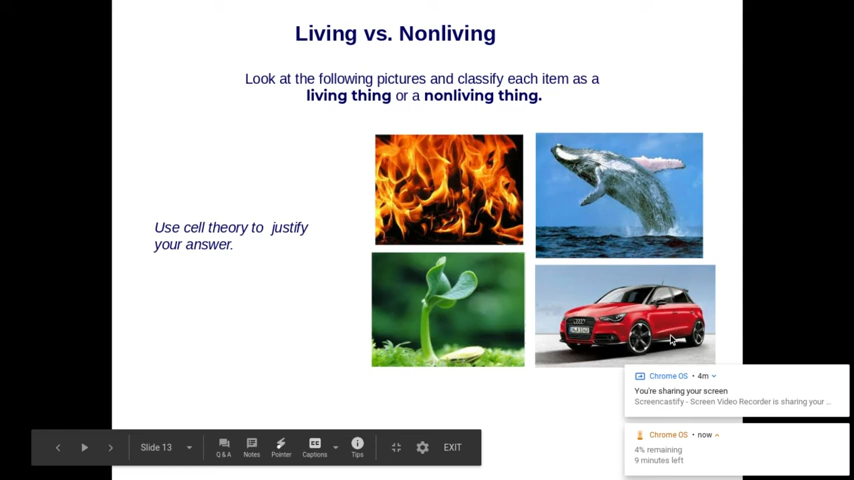 Living vs. Nonliving
Look at the following pictures and classify each item as a
living thing or a nonliving thing.
Use cell theory to justify
your answer.
Chrome OS • 4m
You're sharing your screen
Screencastify - Screen Video Recorder is sharing your ...
Chrome OS • now
4% remaining
9 minutes left
Slide 13
Q & A
Notes
Pointer
Captions
Tips
EXIT